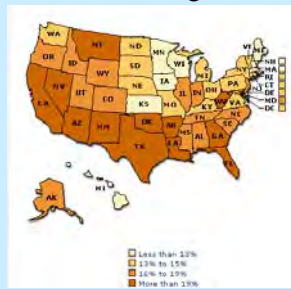 WA
MT
ND
MN
VT
OR
ID
SD
WI
MI
NH
MA
RI
CT
DE
MD
DC
WY
NE
IA
PA
NY
NV
UT
CO
KS
MO
IL
IN
OH
WV
VA
KY
CA
AZ
NM
OK
AR
TN
NC
SC
TX
LA
MS
AL
GA
FL
AK
HI
Less than 13%
13% to 15%
16% to 19%
More than 19%